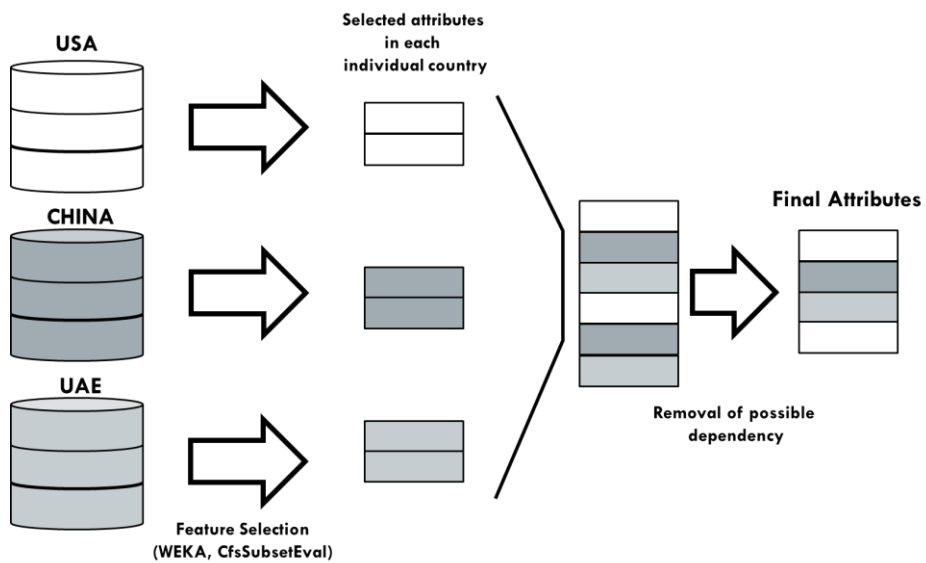 Selected attributes
in each
individual country
USA
CHINA
UAE
Final Attributes
Removal of possible
dependency
Feature Selection
(WEKA, CfsSubsetEval)